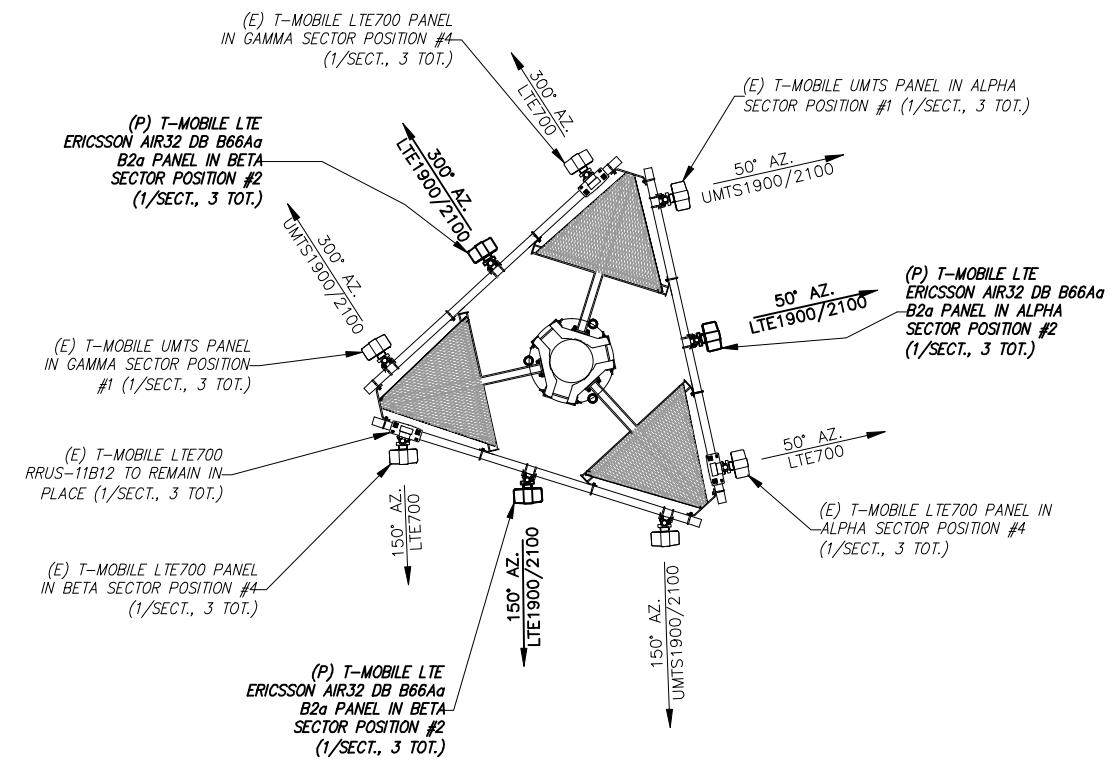 (E) T-MOBILE LTE700 PANEL
IN GAMMA SECTOR POSITION #4
(1/SECT., 3 TOT.)
300° AZ.
LTE700
(E) T-MOBILE UMTS PANEL IN ALPHA
SECTOR POSITION #1 (1/SECT., 3 TOT.)
(P) T-MOBILE LTE
ERICSSON AIR32 DB B66Aa
B2a PANEL IN BETA
SECTOR POSITION #2
(1/SECT., 3 TOT.)
300° AZ.
LTE1900/2100
50° AZ.
UMTS1900/2100
300° AZ.
UMTS1900/2100
50° AZ.
LTE1900/2100
(P) T-MOBILE LTE
ERICSSON AIR32 DB B66Aa
B2a PANEL IN ALPHA
SECTOR POSITION #2
(1/SECT., 3 TOT.)
(E) T-MOBILE UMTS PANEL
IN GAMMA SECTOR POSITION
#1 (1/SECT., 3 TOT.)
(E) T-MOBILE LTE700
RRUS-11B12 TO REMAIN IN
PLACE (1/SECT., 3 TOT.)
50° AZ.
LTE700
(E) T-MOBILE LTE700 PANEL IN
ALPHA SECTOR POSITION #4
(1/SECT., 3 TOT.)
150° AZ.
LTE700
(E) T-MOBILE LTE700 PANEL
IN BETA SECTOR POSITION #4
(1/SECT., 3 TOT.)
150° AZ.
LTE1900/2100
150° AZ.
UMTS1900/2100
(P) T-MOBILE LTE
ERICSSON AIR32 DB B66Aa
B2a PANEL IN BETA
SECTOR POSITION #2
(1/SECT., 3 TOT.)